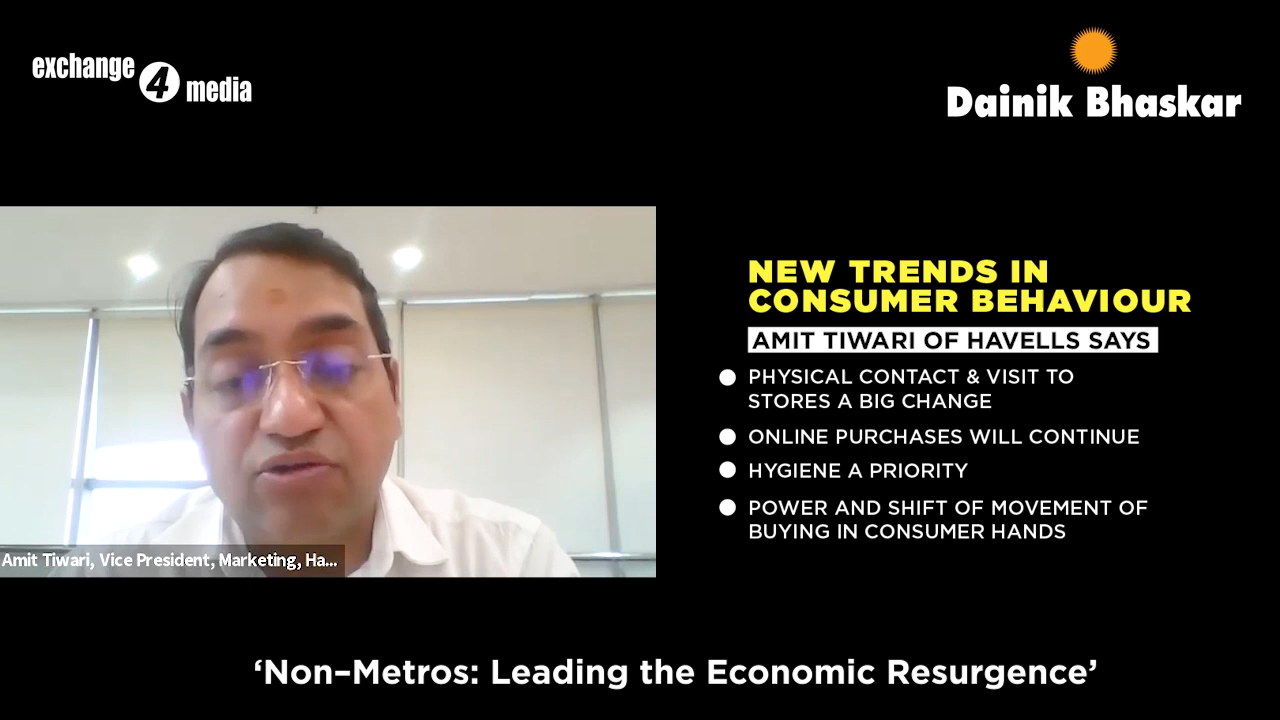 exchange
4
media
Dainik Bhaskar
NEW TRENDS IN
CONSUMER BEHAVIOUR
AMIT TIWARI OF HAVELLS SAYS
PHYSICAL CONTACT & VISIT TO
STORES A BIG CHANGE
ONLINE PURCHASES WILL CONTINUE
HYGIENE A PRIORITY
POWER AND SHIFT OF MOVEMENT OF
BUYING IN CONSUMER HANDS
Amit Tiwari, Vice President, Marketing, Ha...
‘Non–Metros: Leading the Economic Resurgence’